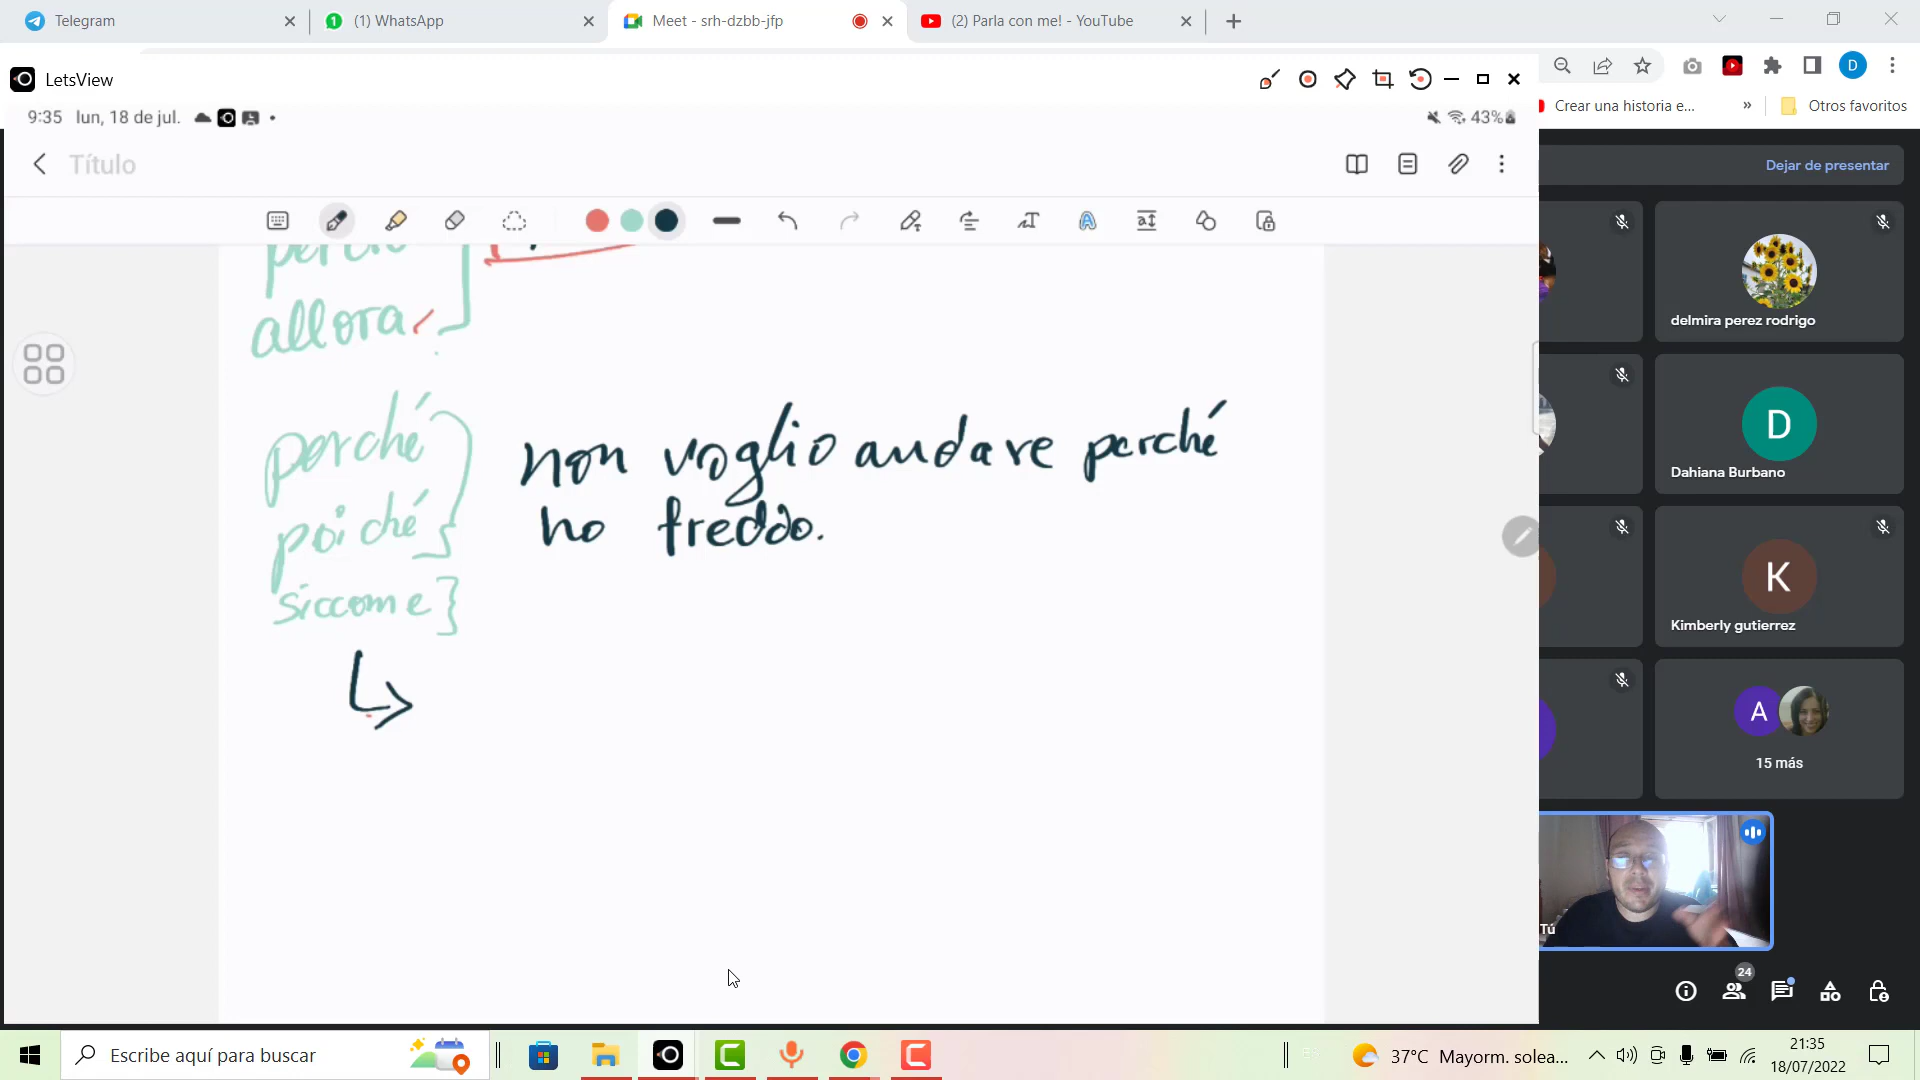 Telegram
(1) WhatsApp
Meet - srh-dzbb-jfp
(2) Parla con me! - YouTube
LetsView
D
Crear una historia e...
»
Otros favoritos
9:35 lun, 18 de jul.
43%
Título
Dejar de presentar
perciò
allora
perché
poiché
siccome
non voglio andare perché
ho freddo.
delmira perez rodrigo
D
Dahiana Burbano
K
Kimberly gutierrez
A
15 más
Tú
24
Escribe aquí para buscar
37°C Mayorm. solea...
21:35
18/07/2022